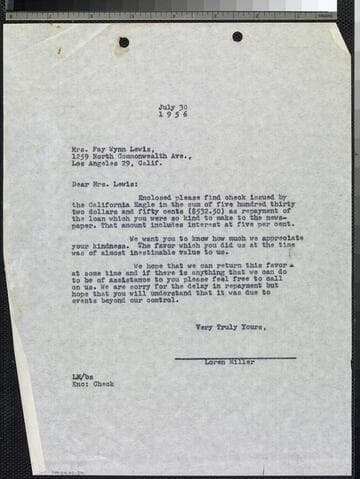 July 30
1956
Mrs. Fay Wynn Lewis,
1259 North Commonwealth Ave.,
Los Angeles 29, Calif.
Dear Mrs. Lewis:
Enclosed please find check issued by
the California Eagle in the sum of five hundred thirty
two dollars and fifty cents ($532.50) as repayment of
the loan which you were so kind to make to the news-
paper. That amount includes interest at five per cent.
We want you to know how much we appreciate
your kindness. The favor which you did us at the time
was of almost inestimable value to us.
We hope that we can return this favor
at some time and if there is anything that we can do
to be of assistance to you please feel free to call
on us. We are sorry for the delay in repayment but
hope that you will understand that it was due to
events beyond our control.
Very Truly Yours,
Loren Miller
LM/bs
Enc: Check